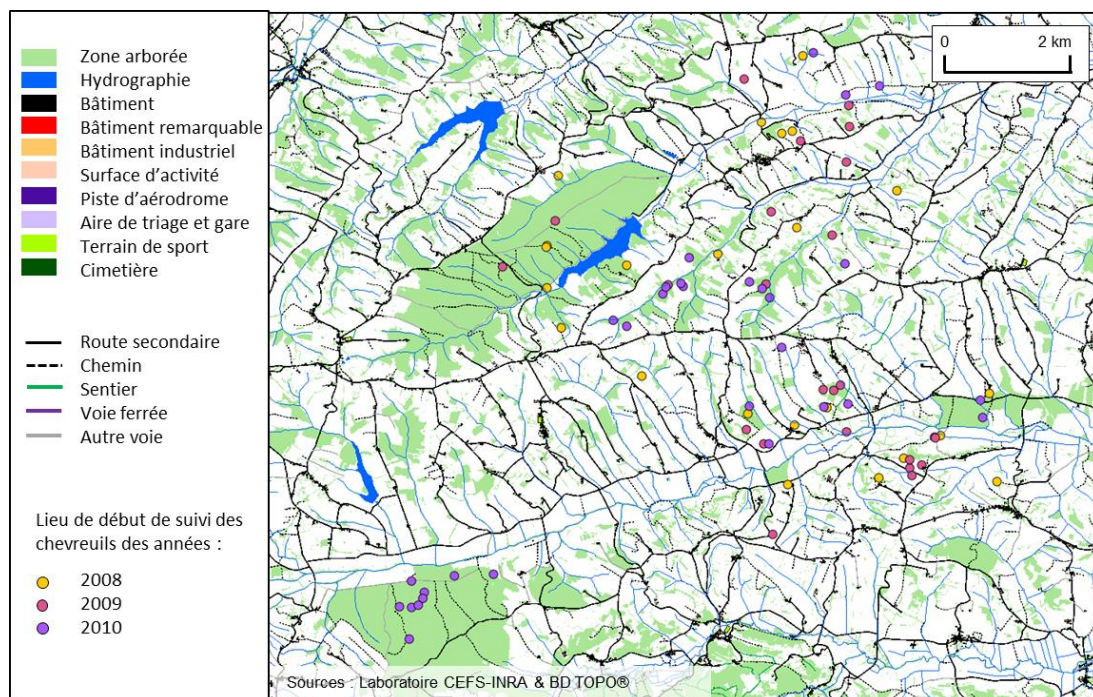 Zone arborée
Hydrographie
Bâtiment
Bâtiment remarquable
Bâtiment industriel
Surface d’activité
Piste d’aérodrome
Aire de triage et gare
Terrain de sport
Cimetière
Route secondaire
Chemin
Sentier
Voie ferrée
Autre voie
Lieu de début de suivi des
chevreuils des années :
2008
2009
2010
0 2 km
Sources : Laboratoire CEFS-INRA & BD TOPO®